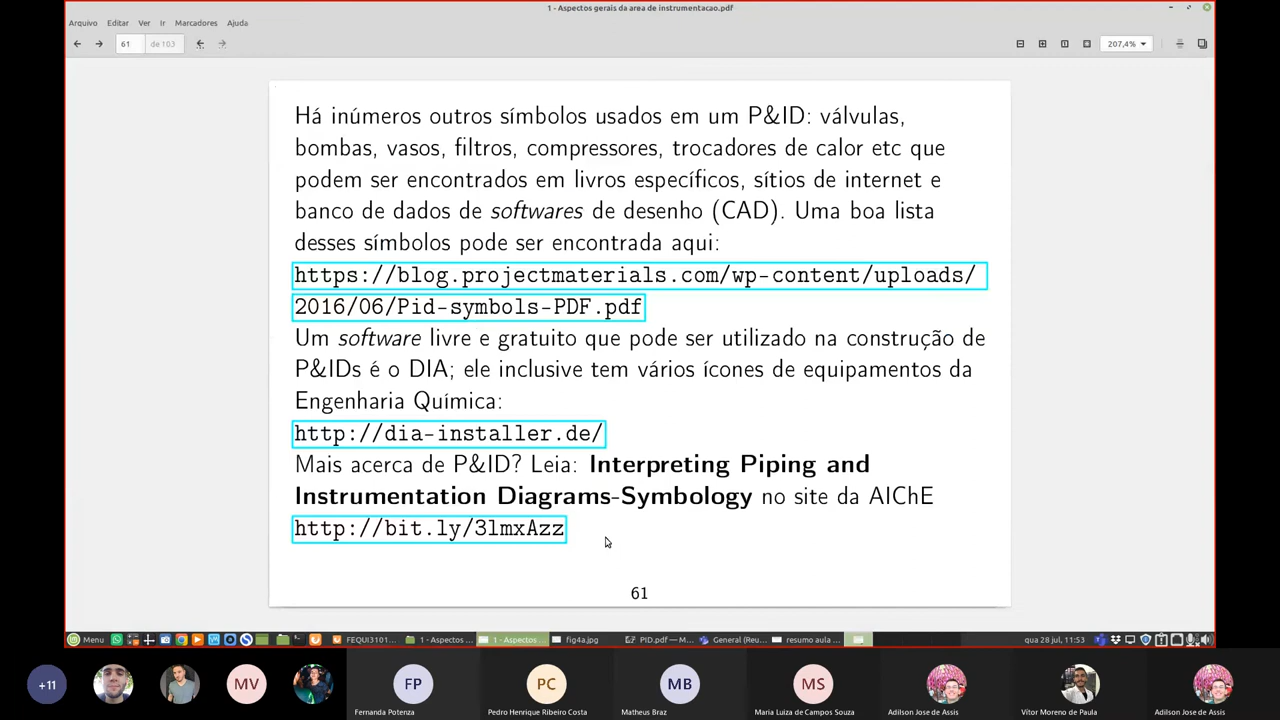 1 - Aspectos gerais da area de instrumentacao.pdf
Arquivo Editar Ver Ir Marcadores Ajuda
61 de 103 207,4%
Há inúmeros outros símbolos usados em um P&ID: válvulas,
bombas, vasos, filtros, compressores, trocadores de calor etc que
podem ser encontrados em livros específicos, sítios de internet e
banco de dados de softwares de desenho (CAD). Uma boa lista
desses símbolos pode ser encontrada aqui:
https://blog.projectmaterials.com/wp-content/uploads/
2016/06/Pid-symbols-PDF.pdf
Um software livre e gratuito que pode ser utilizado na construção de
P&IDs é o DIA; ele inclusive tem vários ícones de equipamentos da
Engenharia Química:
http://dia-installer.de/
Mais acerca de P&ID? Leia: Interpreting Piping and
Instrumentation Diagrams-Symbology no site da AIChE
http://bit.ly/3lmxAzz
61
Menu FEQUI3101... 1 - Aspectos ... 1 - Aspectos ... fig4a.jpg PID.pdf — M... General (Reu... resumo aula ... qua 28 jul, 11:53
+11 MV FP PC MB MS
Fernanda Potenza Pedro Henrique Ribeiro Costa Matheus Braz Maria Luiza de Campos Souza Adilson Jose de Assis Vítor Moreno de Paula Adilson Jose de Assis